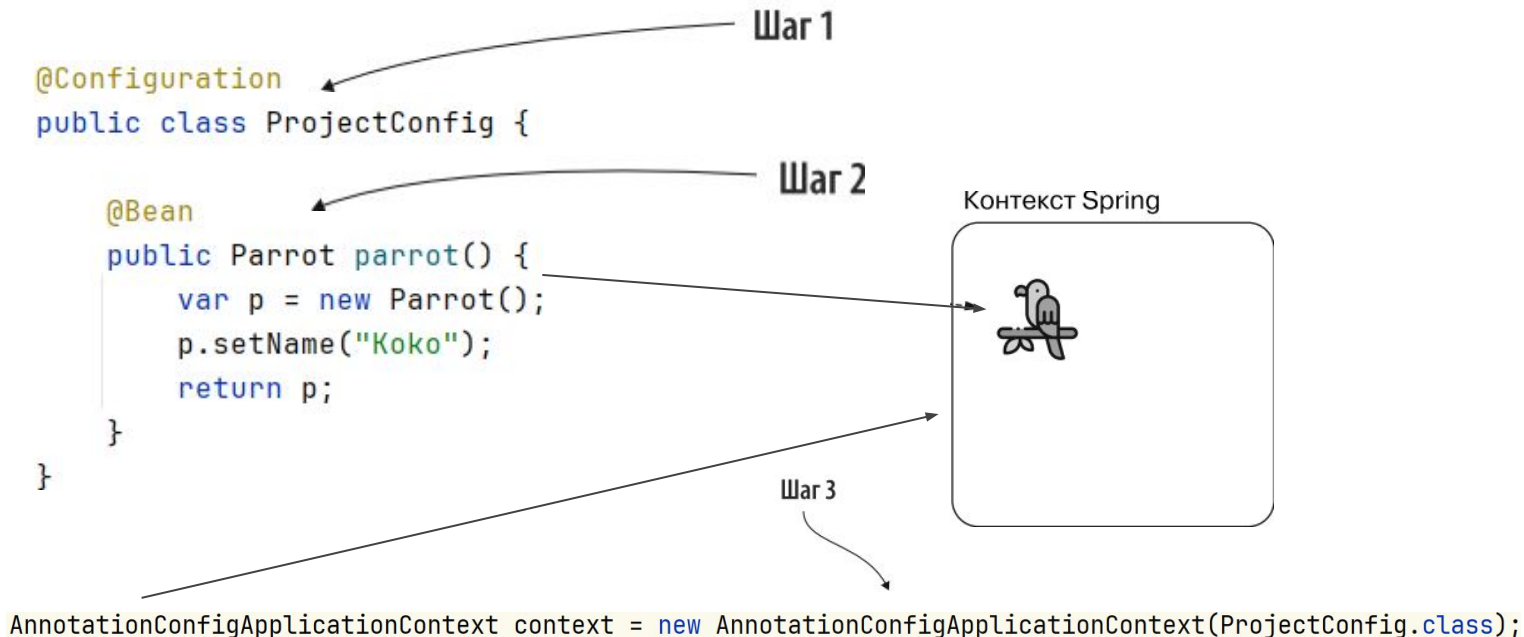 Шаг 1
@Configuration
public class ProjectConfig {
Шаг 2
@Bean
public Parrot parrot() {
var p = new Parrot();
p.setName("Koko");
return p;
}
}
Контекст Spring
Шаг 3
AnnotationConfigApplicationContext context = new AnnotationConfigApplicationContext(ProjectConfig.class);